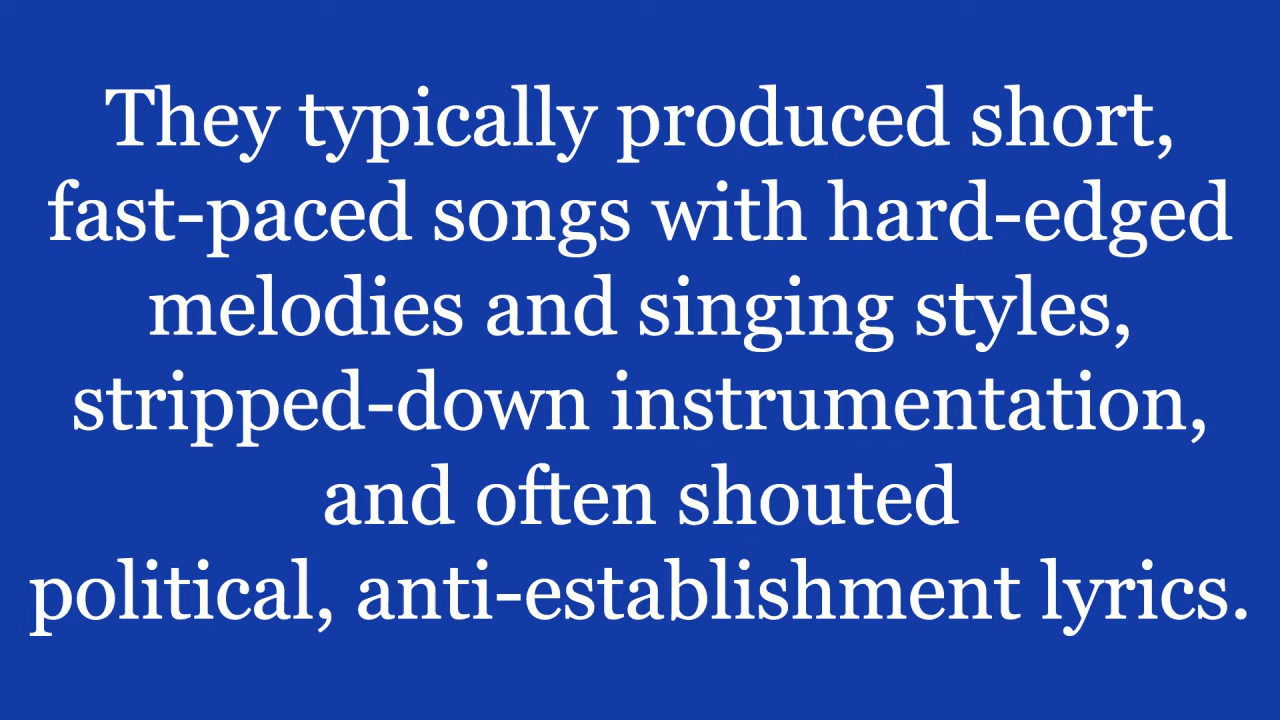 They typically produced short,
fast-paced songs with hard-edged
melodies and singing styles,
stripped-down instrumentation,
and often shouted
political, anti-establishment lyrics.